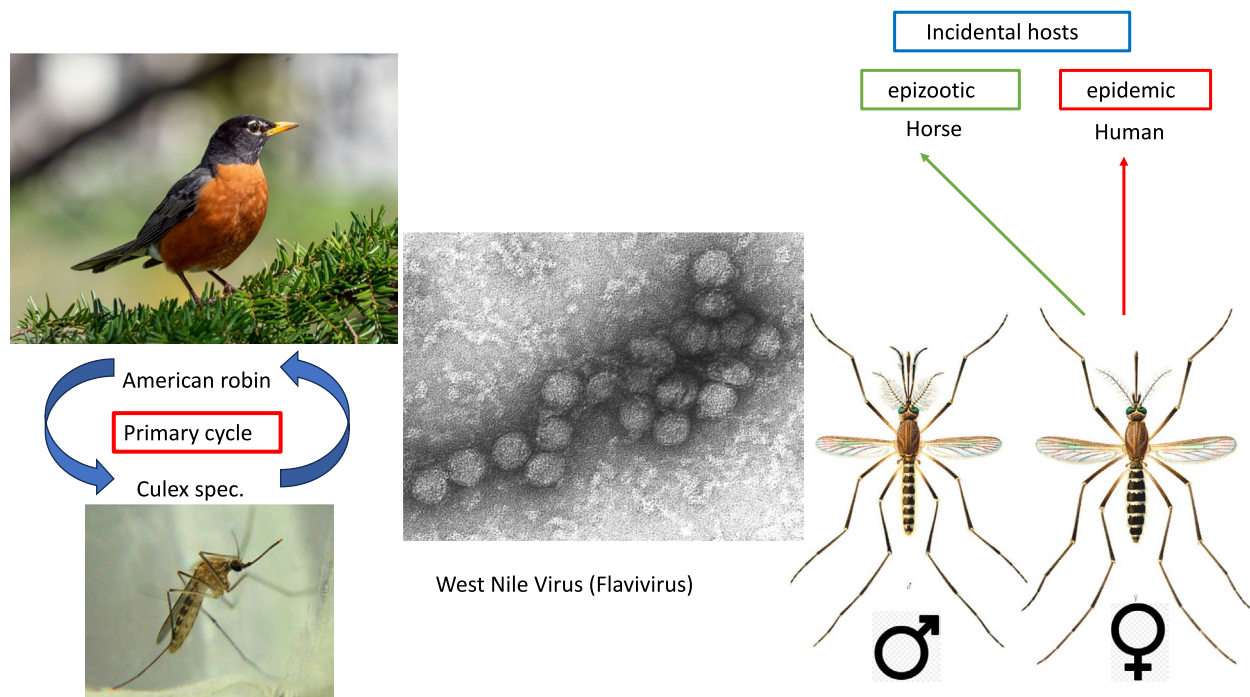 Incidental hosts
epizootic
epidemic
Horse
Human
American robin
Primary cycle
Culex spec.
West Nile Virus (Flavivirus)
♂
♀